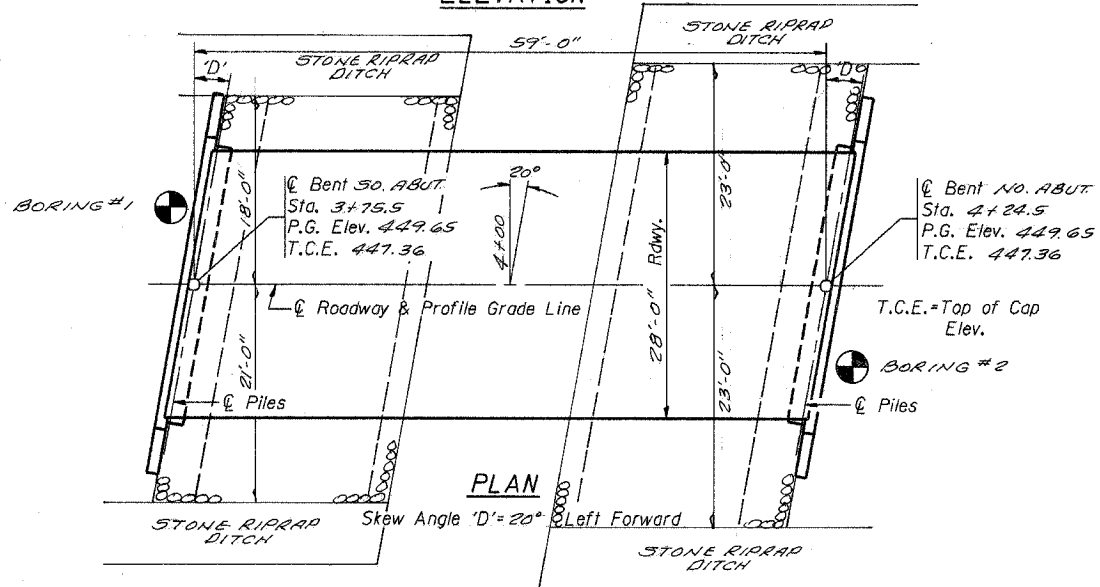 ELEVATION
59'-0"
STONE RIPRAP
DITCH
STONE RIPRAP
DITCH
'D'
'D'
BORING #1
18'-0"
℄ Bent SO. ABUT.
Sta. 3+75.5
P.G. Elev. 449.65
T.C.E. 447.36
20°
4+00
23'-0"
℄ Bent NO. ABUT.
Sta. 4+24.5
P.G. Elev. 449.65
T.C.E. 447.36
℄ Roadway & Profile Grade Line
28'-0" Rdwy.
T.C.E.=Top of Cap
Elev.
21'-0"
23'-0"
BORING #2
℄ Piles
℄ Piles
PLAN
Skew Angle 'D'=20° Left Forward
STONE RIPRAP
DITCH
STONE RIPRAP
DITCH